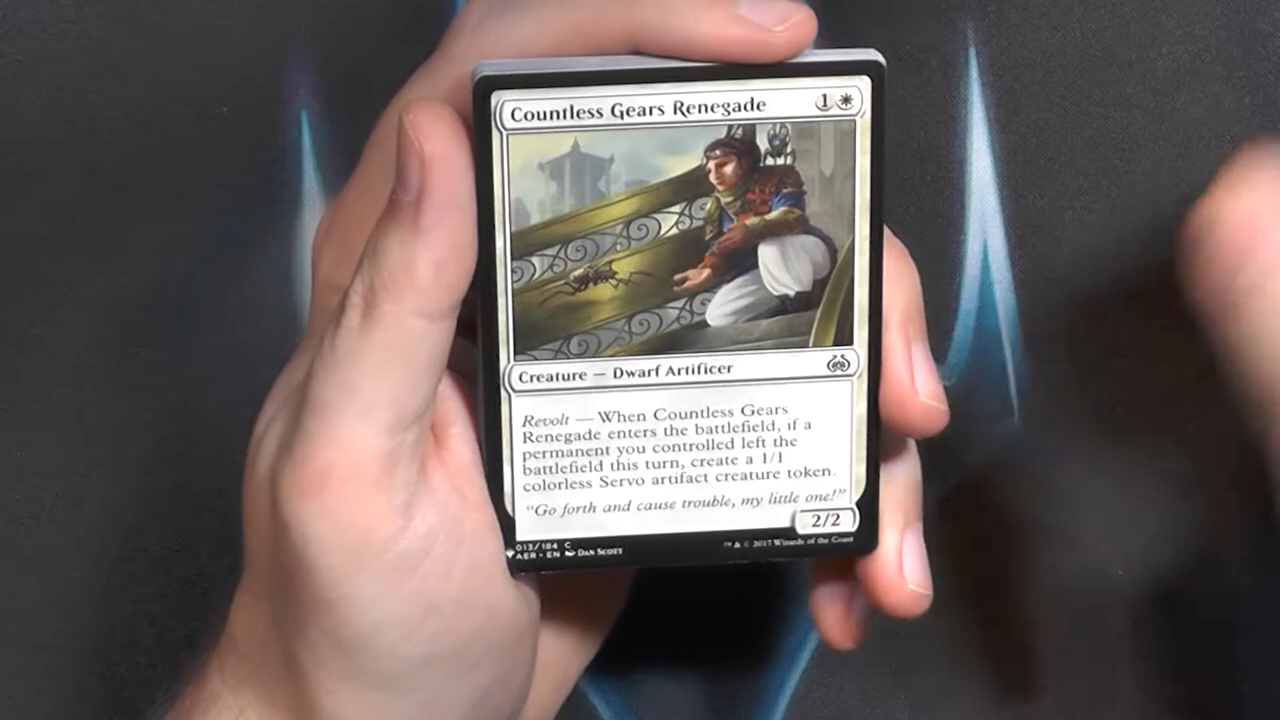 Countless Gears Renegade 1
Creature — Dwarf Artificer
Revolt — When Countless Gears
Renegade enters the battlefield, if a
permanent you controlled left the
battlefield this turn, create a 1/1
colorless Servo artifact creature token.
"Go forth and cause trouble, my little one!"
2/2
013/184 C
AER • EN DAN SCOTT
™ & © 2017 Wizards of the Coast